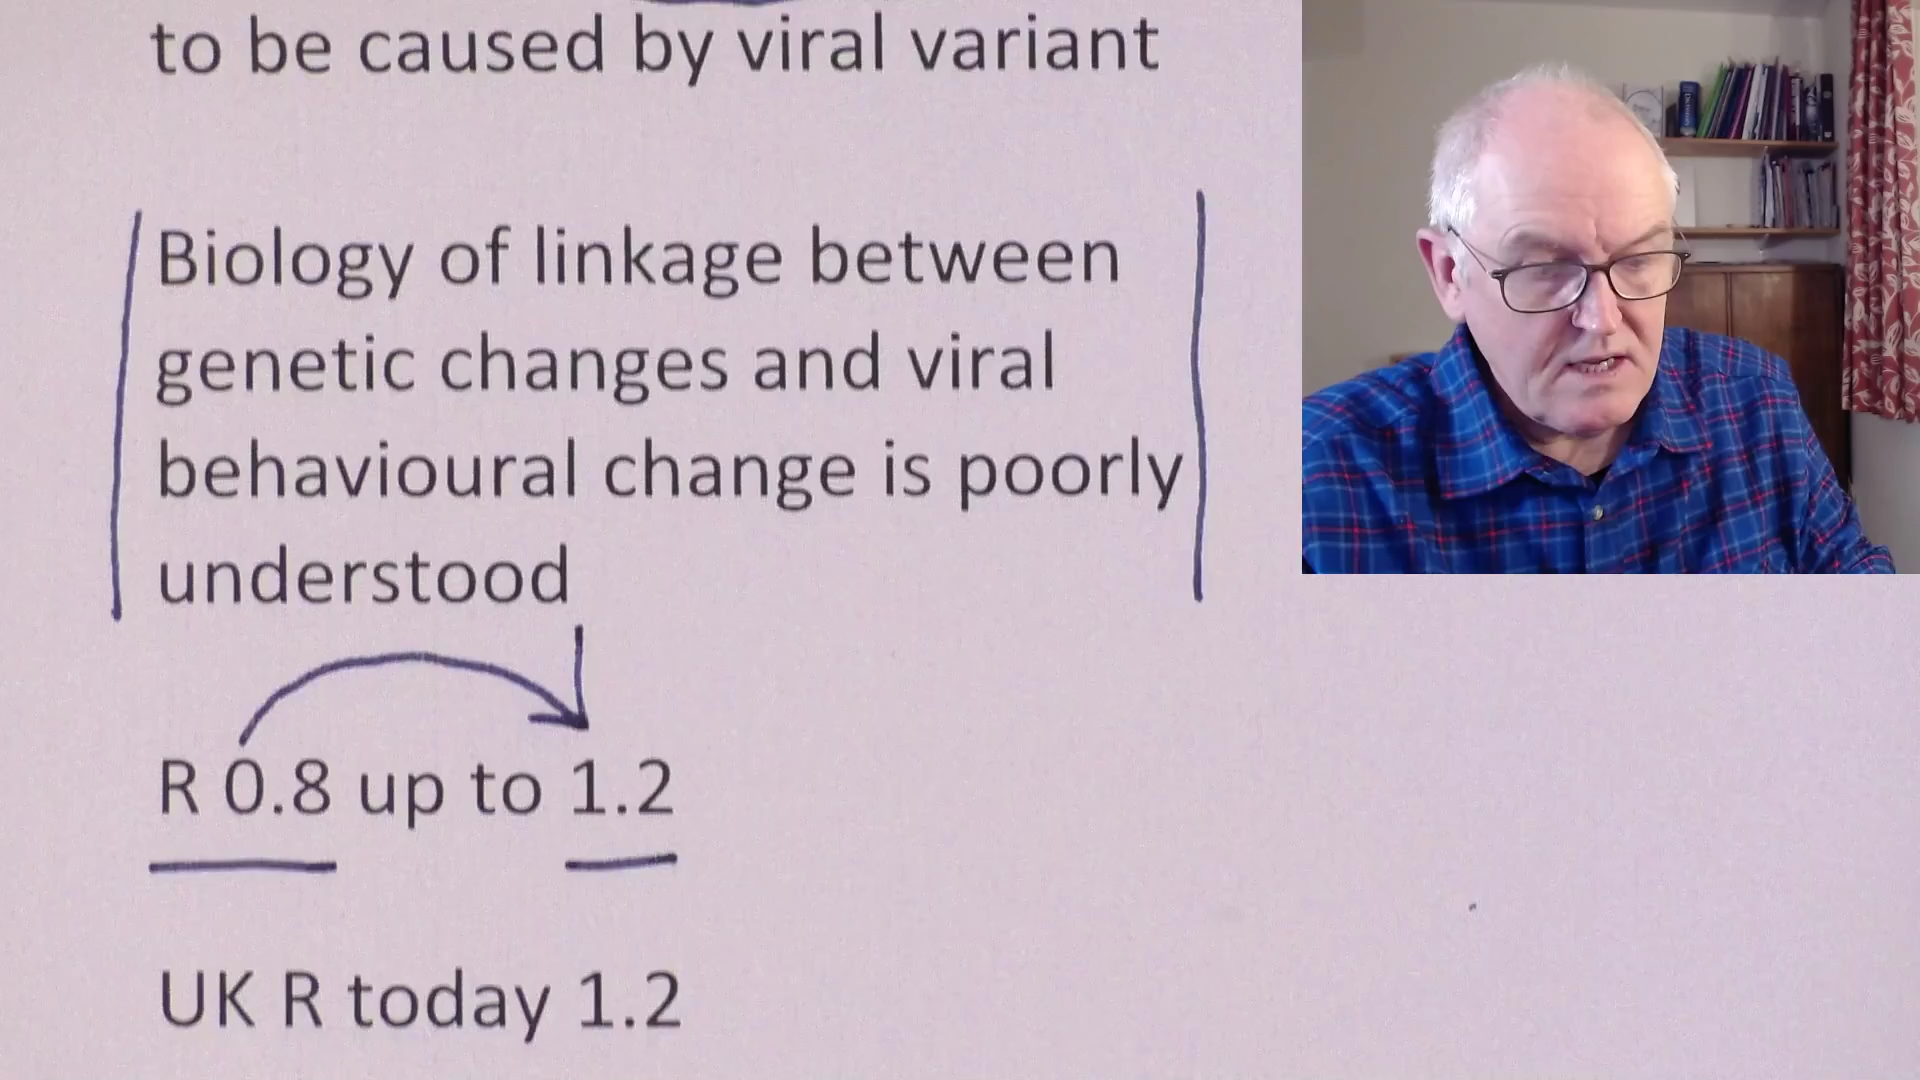 to be caused by viral variant
Biology of linkage between
genetic changes and viral
behavioural change is poorly
understood
R 0.8 up to 1.2
UK R today 1.2